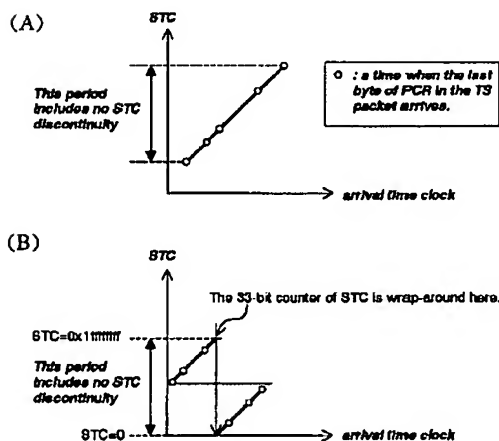 (A)
STC
This period
includes no STC
discontinuity
o : a time when the last
byte of PCR in the TS
packet arrives.
arrival time clock
(B)
STC
The 33-bit counter of STC is wrap-around here.
STC=0x1ffffffff
This period
includes no STC
discontinuity
STC=0
arrival time clock